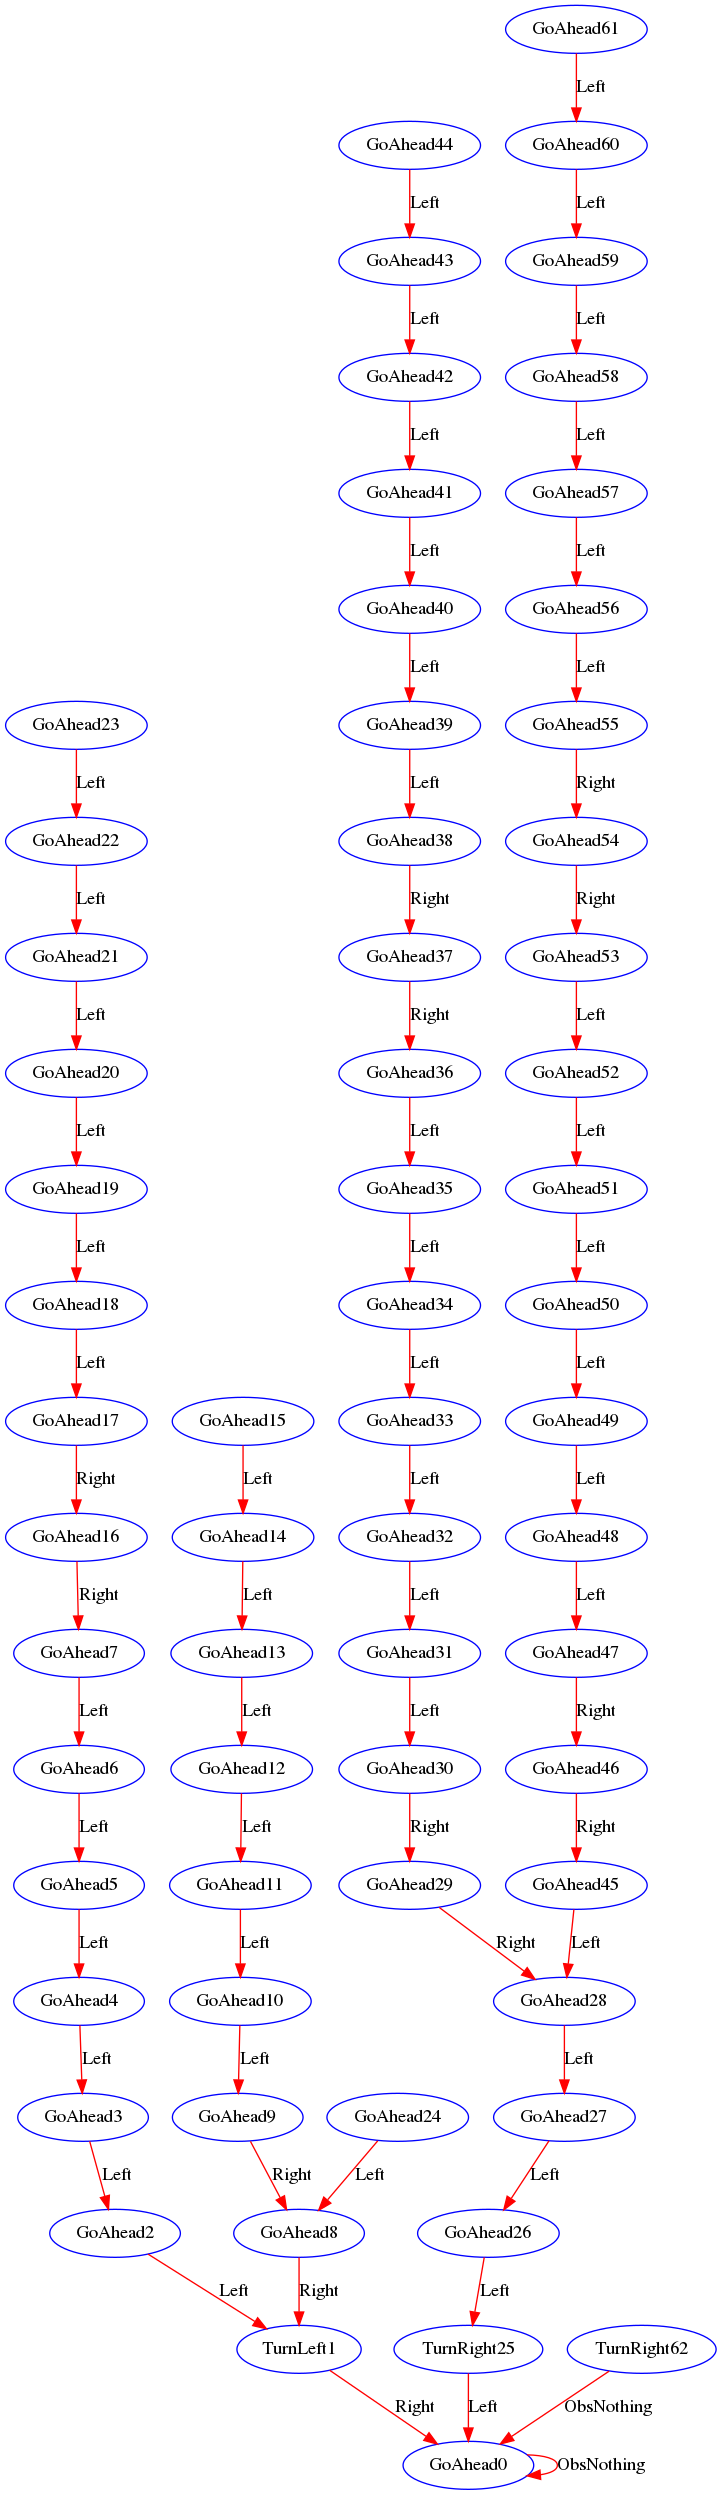 GoAhead61
Left
GoAhead44
GoAhead60
Left
Left
GoAhead43
GoAhead59
Left
Left
GoAhead42
GoAhead58
Left
Left
GoAhead41
GoAhead57
Left
Left
GoAhead40
GoAhead56
Left
Left
GoAhead23
GoAhead39
GoAhead55
Left
Left
Right
GoAhead22
GoAhead38
GoAhead54
Left
Right
Right
GoAhead21
GoAhead37
GoAhead53
Left
Right
Left
GoAhead20
GoAhead36
GoAhead52
Left
Left
Left
GoAhead19
GoAhead35
GoAhead51
Left
Left
Left
GoAhead18
GoAhead34
GoAhead50
Left
Left
Left
GoAhead17
GoAhead15
GoAhead33
GoAhead49
Right
Left
Left
Left
GoAhead16
GoAhead14
GoAhead32
GoAhead48
Right
Left
Left
Left
GoAhead7
GoAhead13
GoAhead31
GoAhead47
Left
Left
Left
Right
GoAhead6
GoAhead12
GoAhead30
GoAhead46
Left
Left
Right
Right
GoAhead5
GoAhead11
GoAhead29
GoAhead45
Left
Left
Right
Left
GoAhead4
GoAhead10
GoAhead28
Left
Left
Left
GoAhead3
GoAhead9
GoAhead24
GoAhead27
Left
Right
Left
Left
GoAhead2
GoAhead8
GoAhead26
Left
Right
Left
TurnLeft1
TurnRight25
TurnRight62
Right
Left
ObsNothing
GoAhead0
ObsNothing